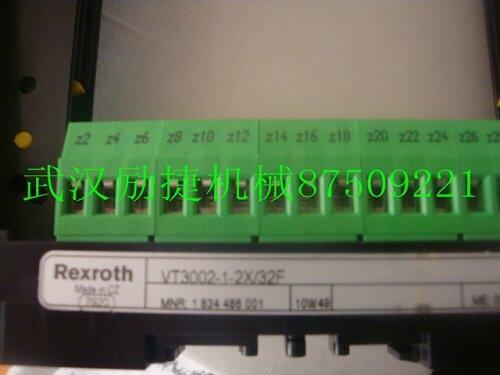 z2 z4 z6 z8 z10 z12 z14 z16 z18 z20 z22 z24 z26
武汉励捷机械87509221
Rexroth VT3002-1-2X/32F
Made in CZ
7920 MNR: 1 834 486 001 10W49 ME